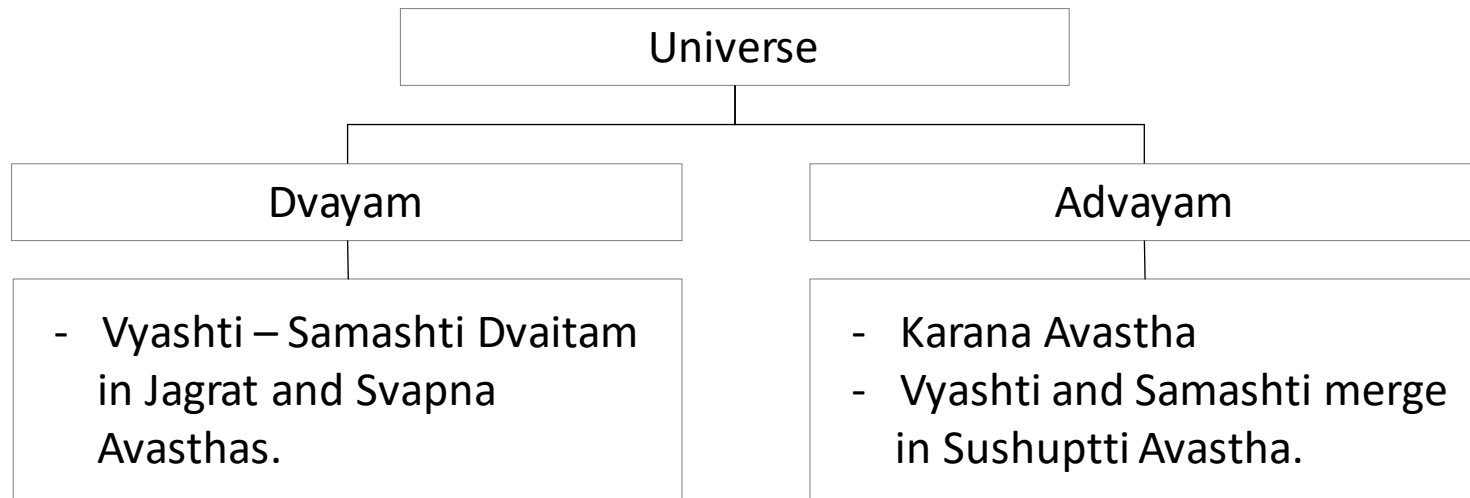 Universe
Dvayam
Advayam
- Vyashti – Samashti Dvaitam
in Jagrat and Svapna
Avasthas.
- Karana Avastha
- Vyashti and Samashti merge
in Sushuptti Avastha.